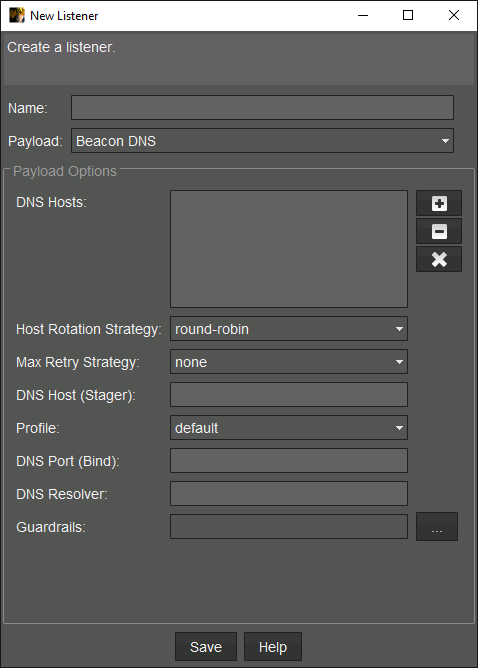 New Listener
Create a listener.
Name:
Payload: Beacon DNS
Payload Options
DNS Hosts:
Host Rotation Strategy: round-robin
Max Retry Strategy: none
DNS Host (Stager):
Profile: default
DNS Port (Bind):
DNS Resolver:
Guardrails: ...
Save Help